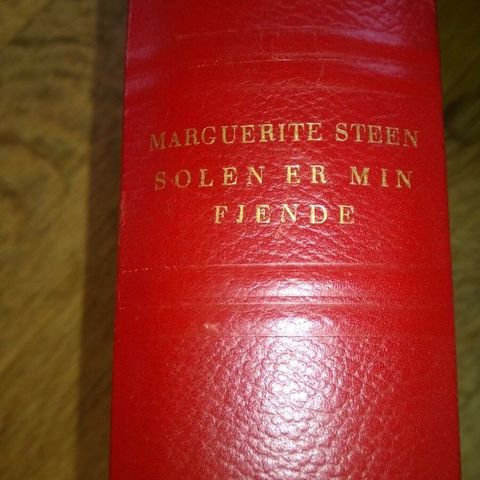 MARGUERITE STEEN
SOLEN ER MIN
FJENDE